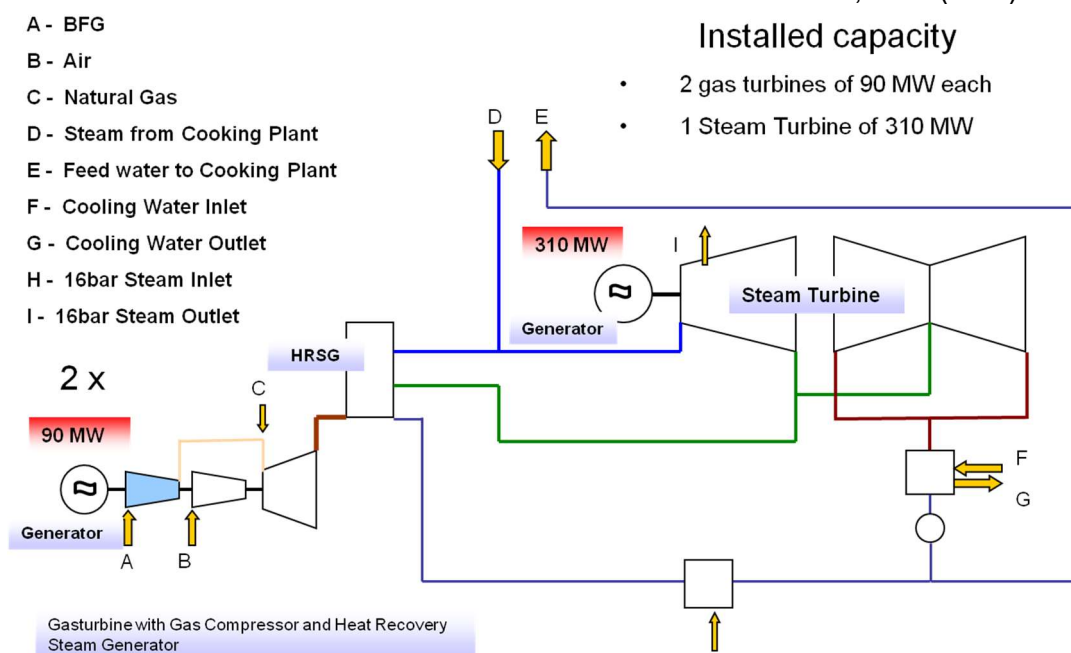 A - BFG
B - Air
C - Natural Gas
D - Steam from Cooking Plant
E - Feed water to Cooking Plant
F - Cooling Water Inlet
G - Cooling Water Outlet
H - 16bar Steam Inlet
I - 16bar Steam Outlet
Installed capacity
• 2 gas turbines of 90 MW each
• 1 Steam Turbine of 310 MW
D
E
310 MW
I
Steam Turbine
Generator
HRSG
2 x
C
90 MW
F
G
Generator
A
B
Gasturbine with Gas Compressor and Heat Recovery
Steam Generator